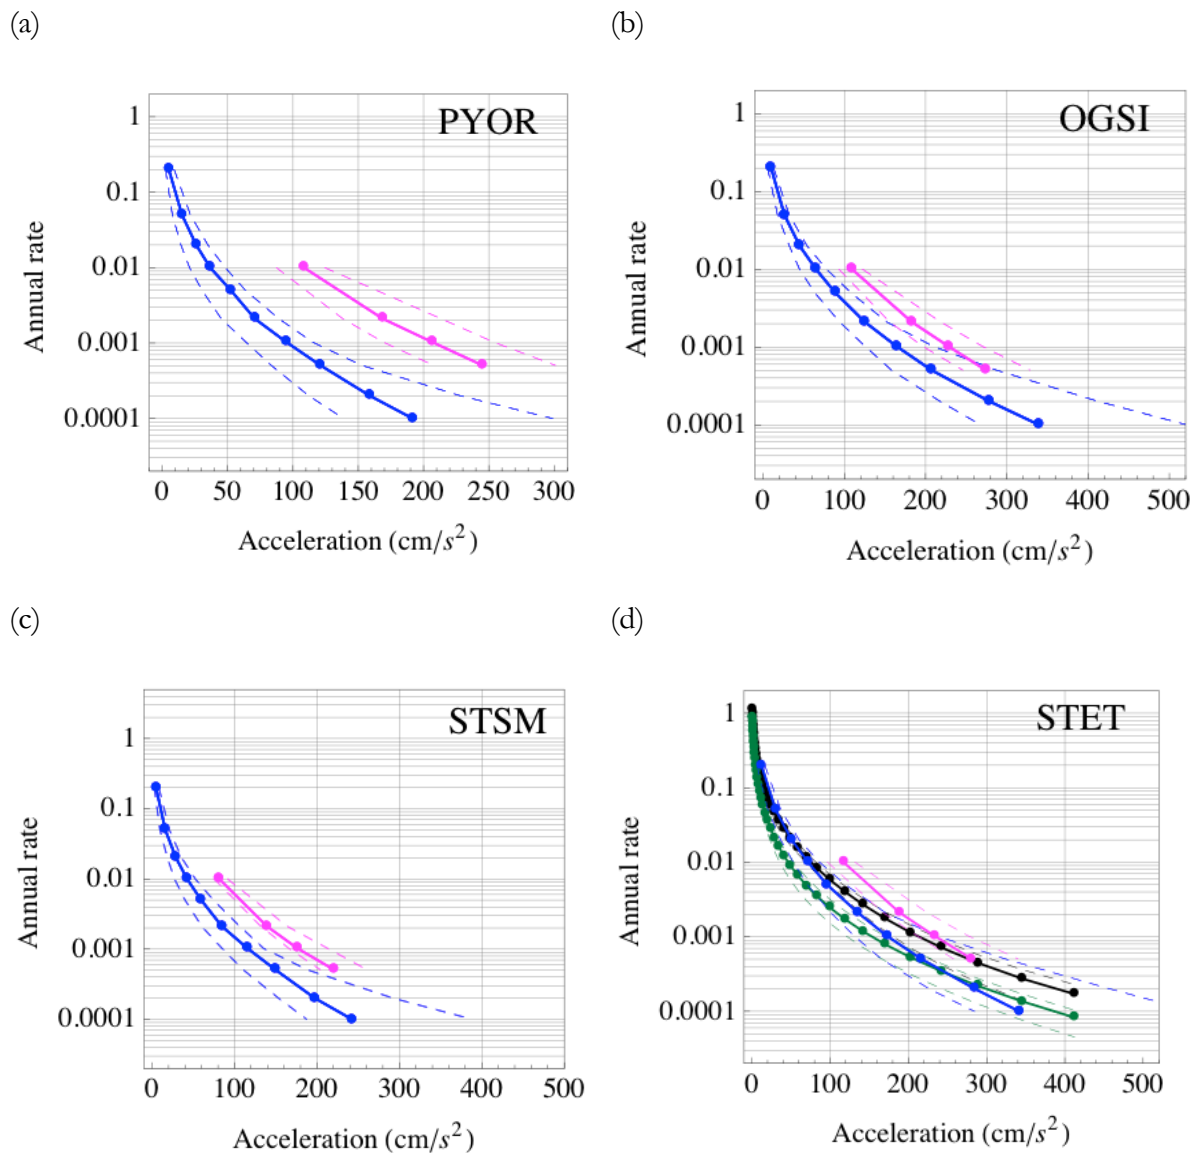 (a)
(b)
PYOR
1
0.1
0.01
0.001
0.0001
Annual rate
0 50 100 150 200 250 300
Acceleration (cm/s²)
OGSI
1
0.1
0.01
0.001
0.0001
Annual rate
0 100 200 300 400 500
Acceleration (cm/s²)
(c)
(d)
STSM
1
0.1
0.01
0.001
0.0001
Annual rate
0 100 200 300 400 500
Acceleration (cm/s²)
STET
1
0.1
0.01
0.001
0.0001
Annual rate
0 100 200 300 400 500
Acceleration (cm/s²)